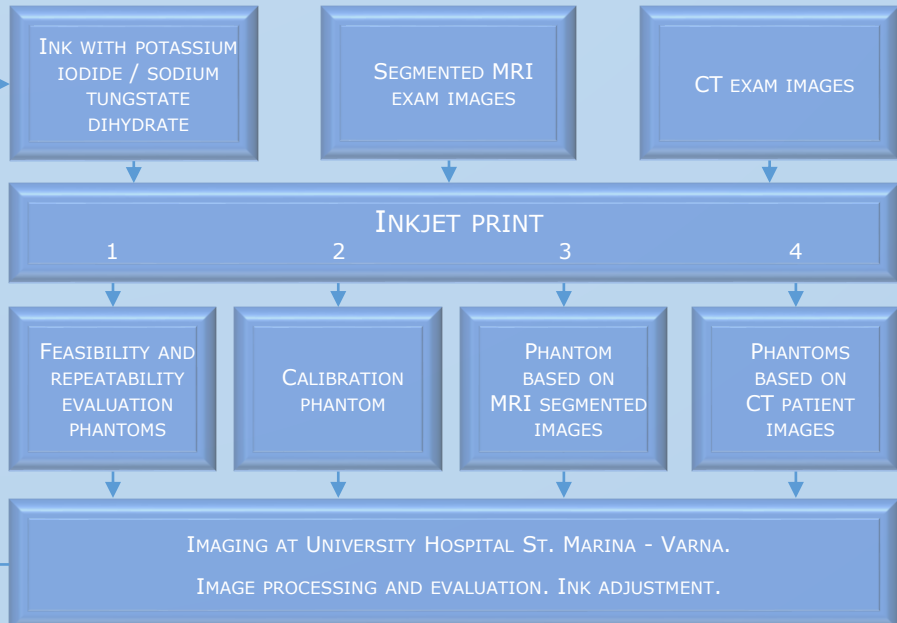 INK WITH POTASSIUM
IODIDE / SODIUM
TUNGSTATE
DIHYDRATE
SEGMENTED MRI
EXAM IMAGES
CT EXAM IMAGES
INKJET PRINT
1 2 3 4
FEASIBILITY AND
REPEATABILITY
EVALUATION
PHANTOMS
CALIBRATION
PHANTOM
PHANTOM
BASED ON
MRI SEGMENTED
IMAGES
PHANTOMS
BASED ON
CT PATIENT
IMAGES
IMAGING AT UNIVERSITY HOSPITAL ST. MARINA - VARNA.
IMAGE PROCESSING AND EVALUATION. INK ADJUSTMENT.